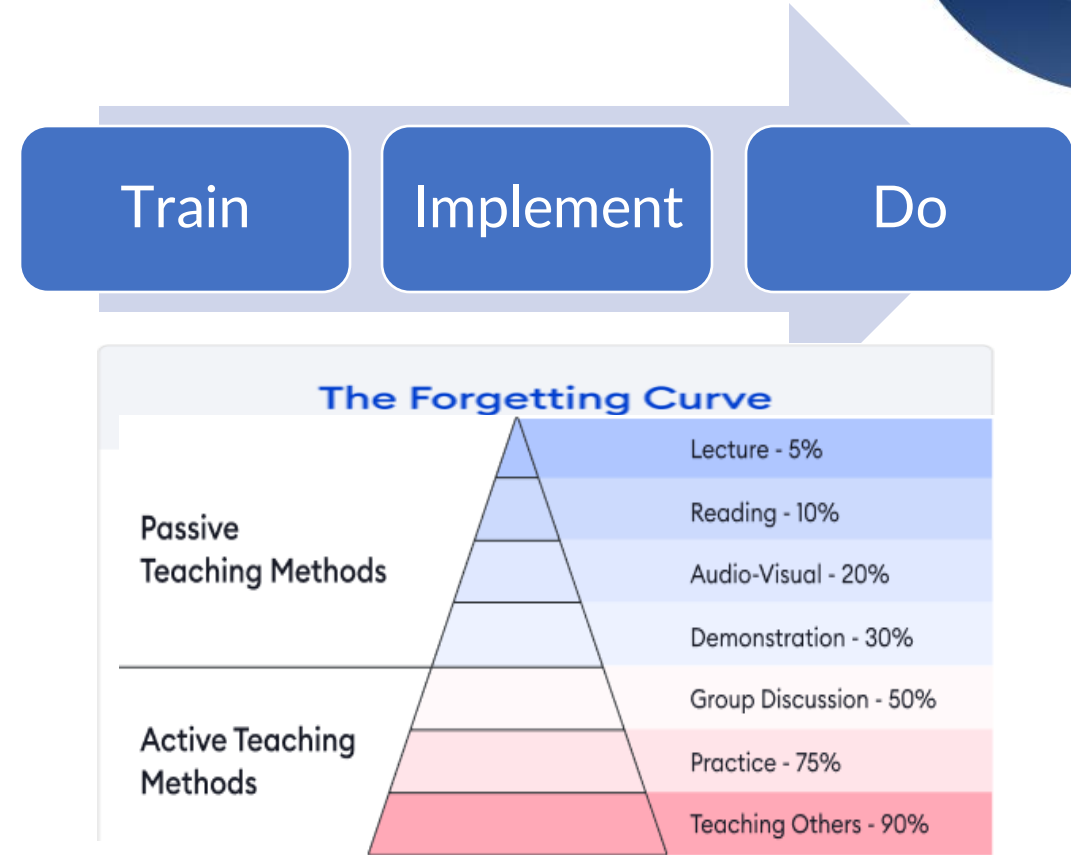 Train
Implement
Do
The Forgetting Curve
Passive
Teaching Methods
Lecture - 5%
Reading - 10%
Audio-Visual - 20%
Demonstration - 30%
Active Teaching
Methods
Group Discussion - 50%
Practice - 75%
Teaching Others - 90%